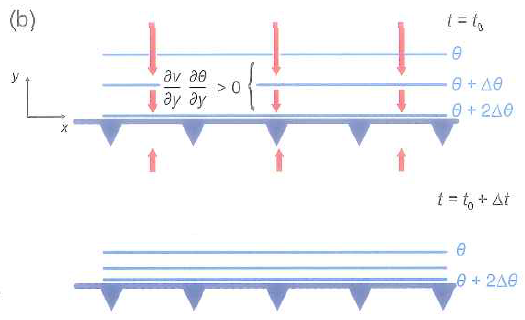 (b)
t = t₀
θ
y
∂v/∂y ∂θ/∂y > 0 {
θ + Δθ
θ + 2Δθ
x
t = t₀ + Δt
θ
θ + 2Δθ